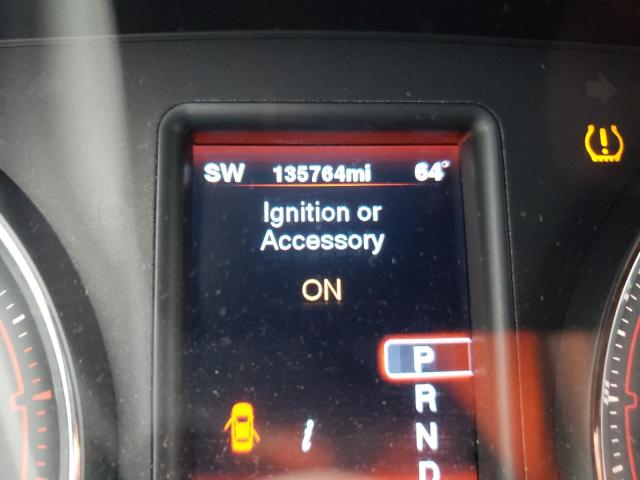 SW 135764mi 64°
Ignition or
Accessory
ON
P
R
N
D